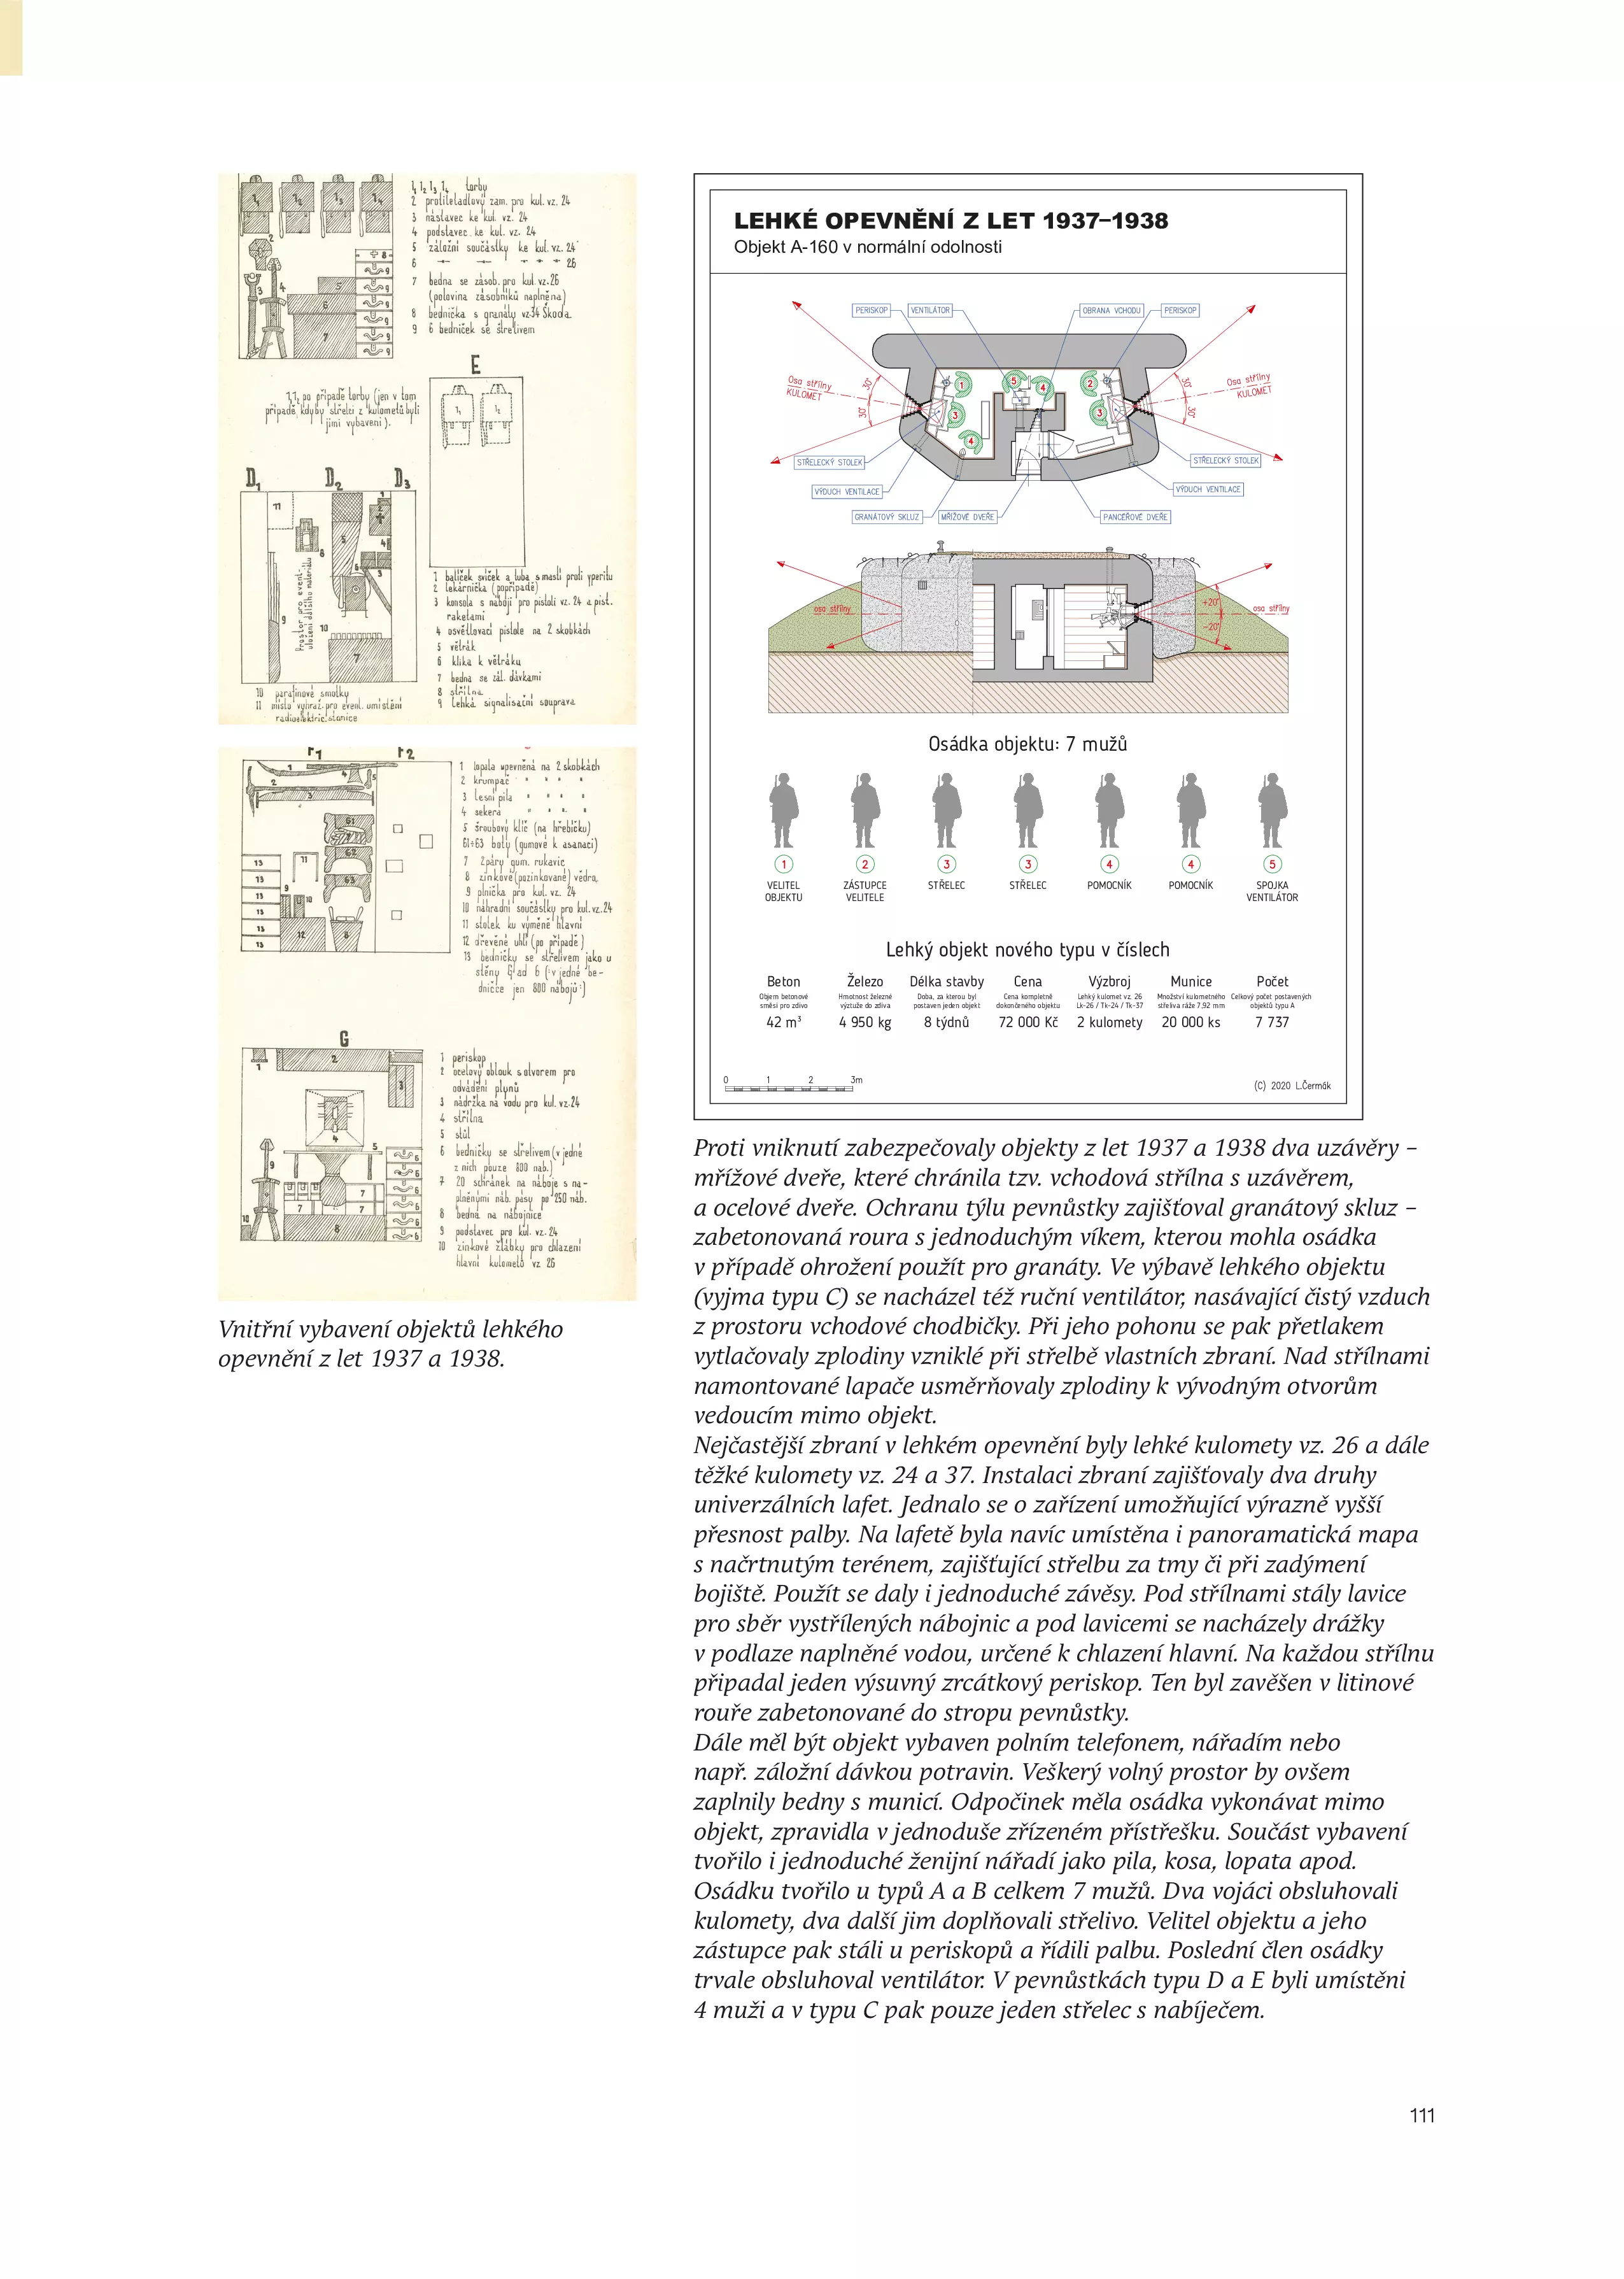 1₁ 1₂ 1₃ 1₄ torby
2 protiletadlový zam. pro kul. vz. 24
3 nástavec ke kul. vz. 24
4 podstavec ke kul. vz. 24
5 záložní součástky ke kul. vz. 24
6 26
7 bedna se zásob. pro kul. vz. 26
(polovina zásobníků naplněna)
8 bednička s granáty vz. 34 Škoda.
9 6 bedniček se střelivem
E
1₁ 1₂ po případě torby (jen v tom
případě, kdyby střelci z kulometů byli
jimi vybaveni).
D₁ D₂ D₃
Prostor pro event.
uložení dalšího materiálu
10 parafinové smotky
11 místo vyhraz. pro event. umístění
radioelektric. stanice
1 balíček svíček a tuba s mastí proti yperitu
2 lékárnička (popřípadě)
3 konsola s náboji pro pistoli vz. 24 a pist.
raketami
4 osvětlovací pistole na 2 skobkách
5 větrák
6 klika k větráku
7 bedna se zál. dávkami
8 střílna
9 Lehká signalisační souprava
F₁ F₂
1 lopata upevněná na 2 skobkách
2 krumpáč " " " "
3 lesní pila " " " "
4 sekera " " " "
5 šroubový klíč (na hřebíčku)
61÷63 boty (gumové k asanaci)
7 2 páry gum. rukavic
8 zinkové (pozinkované) vědro.
9 plnička pro kul. vz. 24
10 náhradní součástky pro kul. vz. 24
11 stolek ku výměně hlavní
12 dřevěné uhlí (po případě)
13 bedničky se střelivem jako u
stěny G ad 6 (v jedné be-
dničce jen 800 nábojů)
G
1 periskop
2 ocelový oblouk s otvorem pro
odvádění plynů
3 nádržka na vodu pro kul. vz. 24
4 střílna
5 stůl
6 bedničky se střelivem (v jedné
z nich pouze 800 náb.)
7 20 schránek na náboje s na-
plněnými náb. pásy po 250 náb.
8 bedna na nábojnice
9 podstavec pro kul. vz. 24
10 zinkové žlábky pro chlazení
hlavní kulometů vz 26
Vnitřní vybavení objektů lehkého
opevnění z let 1937 a 1938.
LEHKÉ OPEVNĚNÍ Z LET 1937–1938
Objekt A-160 v normální odolnosti
PERISKOP VENTILÁTOR OBRANA VCHODU PERISKOP
Osa střílny KULOMET 30° 30° 1 5 4 2 3 3 4 30° 30° Osa střílny KULOMET
STŘELECKÝ STOLEK STŘELECKÝ STOLEK
VÝDUCH VENTILACE VÝDUCH VENTILACE
GRANÁTOVÝ SKLUZ MŘÍŽOVÉ DVEŘE PANCÉŘOVÉ DVEŘE
osa střílny +20° -20° osa střílny
Osádka objektu: 7 mužů
1 2 3 3 4 4 5
VELITEL OBJEKTU
ZÁSTUPCE VELITELE
STŘELEC
STŘELEC
POMOCNÍK
POMOCNÍK
SPOJKA VENTILÁTOR
Lehký objekt nového typu v číslech
Beton Železo Délka stavby Cena Výzbroj Munice Počet
Objem betonové Hmotnost železné Doba, za kterou byl Cena kompletně Lehký kulomet vz. 26 Množství kulometného Celkový počet postavených
směsi pro zdivo výztuže do zdiva postaven jeden objekt dokončeného objektu Lk-26 / Tk-24 / Tk-37 střeliva ráže 7,92 mm objektů typu A
42 m³ 4 950 kg 8 týdnů 72 000 Kč 2 kulomety 20 000 ks 7 737
0 1 2 3m
(C) 2020 L.Čermák
Proti vniknutí zabezpečovaly objekty z let 1937 a 1938 dva uzávěry –
mřížové dveře, které chránila tzv. vchodová střílna s uzávěrem,
a ocelové dveře. Ochranu týlu pevnůstky zajišťoval granátový skluz –
zabetonovaná roura s jednoduchým víkem, kterou mohla osádka
v případě ohrožení použít pro granáty. Ve výbavě lehkého objektu
(vyjma typu C) se nacházel též ruční ventilátor, nasávající čistý vzduch
z prostoru vchodové chodbičky. Při jeho pohonu se pak přetlakem
vytlačovaly zplodiny vzniklé při střelbě vlastních zbraní. Nad střílnami
namontované lapače usměrňovaly zplodiny k vývodným otvorům
vedoucím mimo objekt.
Nejčastější zbraní v lehkém opevnění byly lehké kulomety vz. 26 a dále
těžké kulomety vz. 24 a 37. Instalaci zbraní zajišťovaly dva druhy
univerzálních lafet. Jednalo se o zařízení umožňující výrazně vyšší
přesnost palby. Na lafetě byla navíc umístěna i panoramatická mapa
s načrtnutým terénem, zajišťující střelbu za tmy či při zadýmení
bojiště. Použít se daly i jednoduché závěsy. Pod střílnami stály lavice
pro sběr vystřílených nábojnic a pod lavicemi se nacházely drážky
v podlaze naplněné vodou, určené k chlazení hlavní. Na každou střílnu
připadal jeden výsuvný zrcátkový periskop. Ten byl zavěšen v litinové
rouře zabetonované do stropu pevnůstky.
Dále měl být objekt vybaven polním telefonem, nářadím nebo
např. záložní dávkou potravin. Veškerý volný prostor by ovšem
zaplnily bedny s municí. Odpočinek měla osádka vykonávat mimo
objekt, zpravidla v jednoduše zřízeném přístřešku. Součást vybavení
tvořilo i jednoduché ženijní nářadí jako pila, kosa, lopata apod.
Osádku tvořilo u typů A a B celkem 7 mužů. Dva vojáci obsluhovali
kulomety, dva další jim doplňovali střelivo. Velitel objektu a jeho
zástupce pak stáli u periskopů a řídili palbu. Poslední člen osádky
trvale obsluhoval ventilátor. V pevnůstkách typu D a E byli umístěni
4 muži a v typu C pak pouze jeden střelec s nabíječem.
111